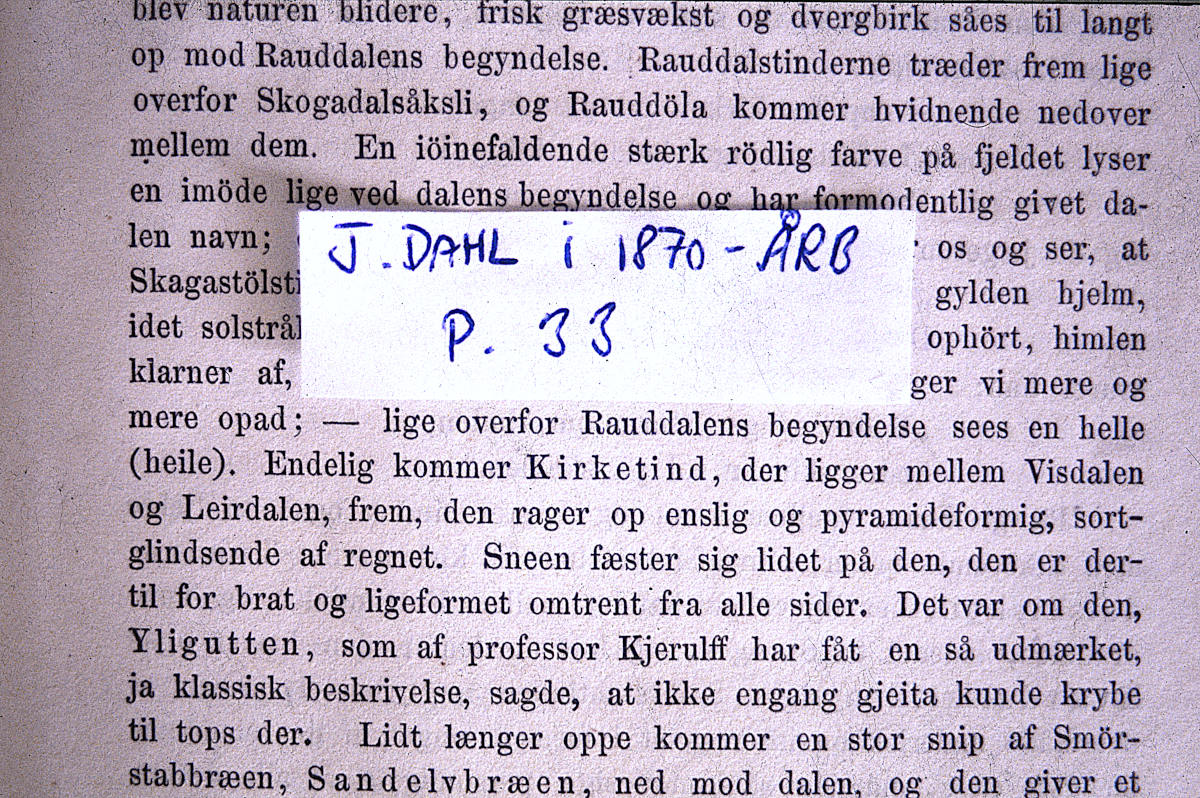 blev naturen blidere, frisk græsvækst og dvergbirk såes til langt
op mod Rauddalens begyndelse. Rauddalstinderne træder frem lige
overfor Skogadalsåksli, og Rauddöla kommer hvidnende nedover
mellem dem. En iöinefaldende stærk rödlig farve på fjeldet lyser
en imöde lige ved dalens begyndelse og har formodentlig givet da-
len navn; os og ser, at
J. DAHL i 1870 - ÅRB
Skagastölsti gylden hjelm,
P. 33
idet solstrål ophört, himlen
klarner af, ger vi mere og
mere opad; — lige overfor Rauddalens begyndelse sees en helle
(heile). Endelig kommer Kirketind, der ligger mellem Visdalen
og Leirdalen, frem, den rager op enslig og pyramideformig, sort-
glindsende af regnet. Sneen fæster sig lidet på den, den er der-
til for brat og ligeformet omtrent fra alle sider. Det var om den,
Yligutten, som af professor Kjerulff har fåt en så udmærket,
ja klassisk beskrivelse, sagde, at ikke engang gjeita kunde krybe
til tops der. Lidt længer oppe kommer en stor snip af Smör-
stabbræen, Sandelvbræen, ned mod dalen, og den giver et